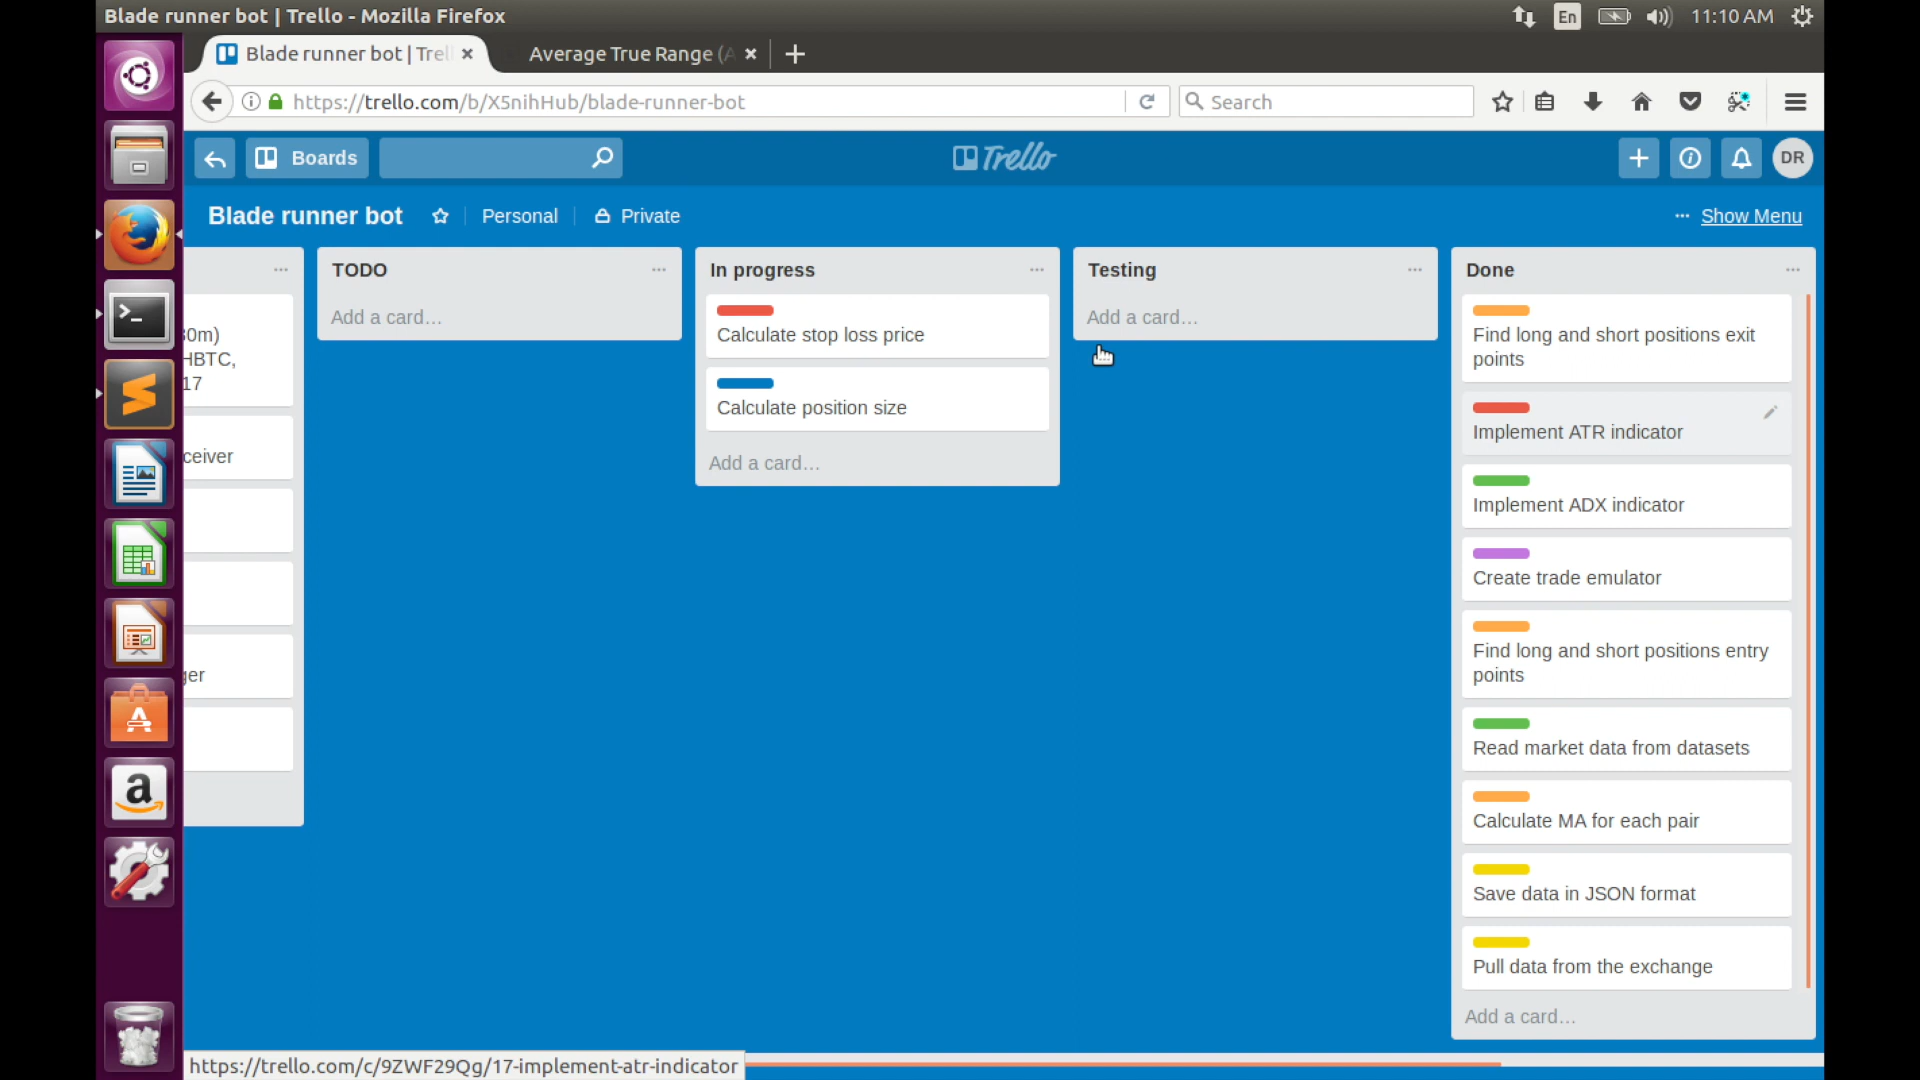 Blade runner bot | Trello - Mozilla Firefox
En
11:10 AM
Blade runner bot | Trel
Average True Range (A
https://trello.com/b/X5nihHub/blade-runner-bot
Search
Boards
Trello
DR
Blade runner bot
Personal
Private
Show Menu
30m)
HBTC,
17
ceiver
ger
TODO
Add a card…
In progress
Calculate stop loss price
Calculate position size
Add a card…
Testing
Add a card…
Done
Find long and short positions exit
points
Implement ATR indicator
Implement ADX indicator
Create trade emulator
Find long and short positions entry
points
Read market data from datasets
Calculate MA for each pair
Save data in JSON format
Pull data from the exchange
Add a card…
https://trello.com/c/9ZWF29Qg/17-implement-atr-indicator